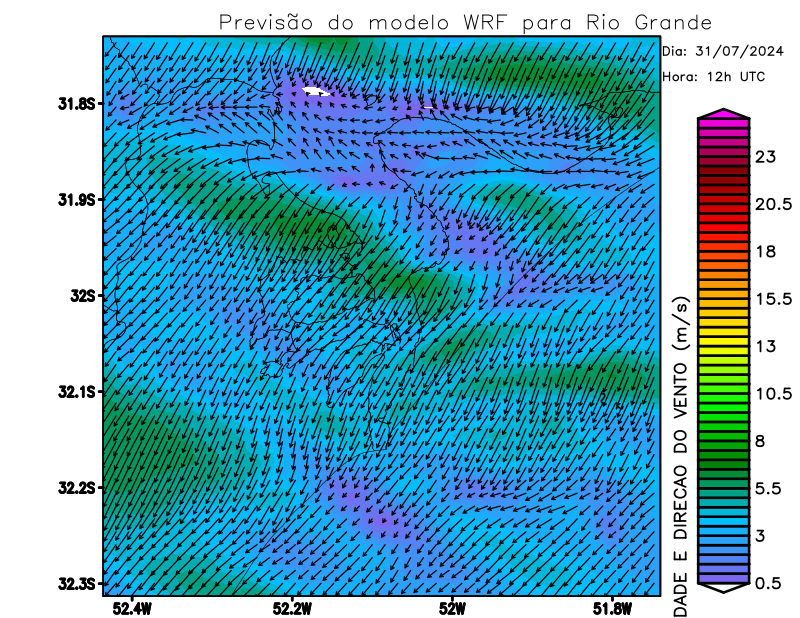 Previsão do modelo WRF para Rio Grande
Dia: 31/07/2024
Hora: 12h UTC
31.8S
31.9S
32S
32.1S
32.2S
32.3S
52.4W
52.2W
52W
51.8W
23
20.5
18
15.5
13
10.5
8
5.5
3
0.5
DADE E DIRECAO DO VENTO (m/s)